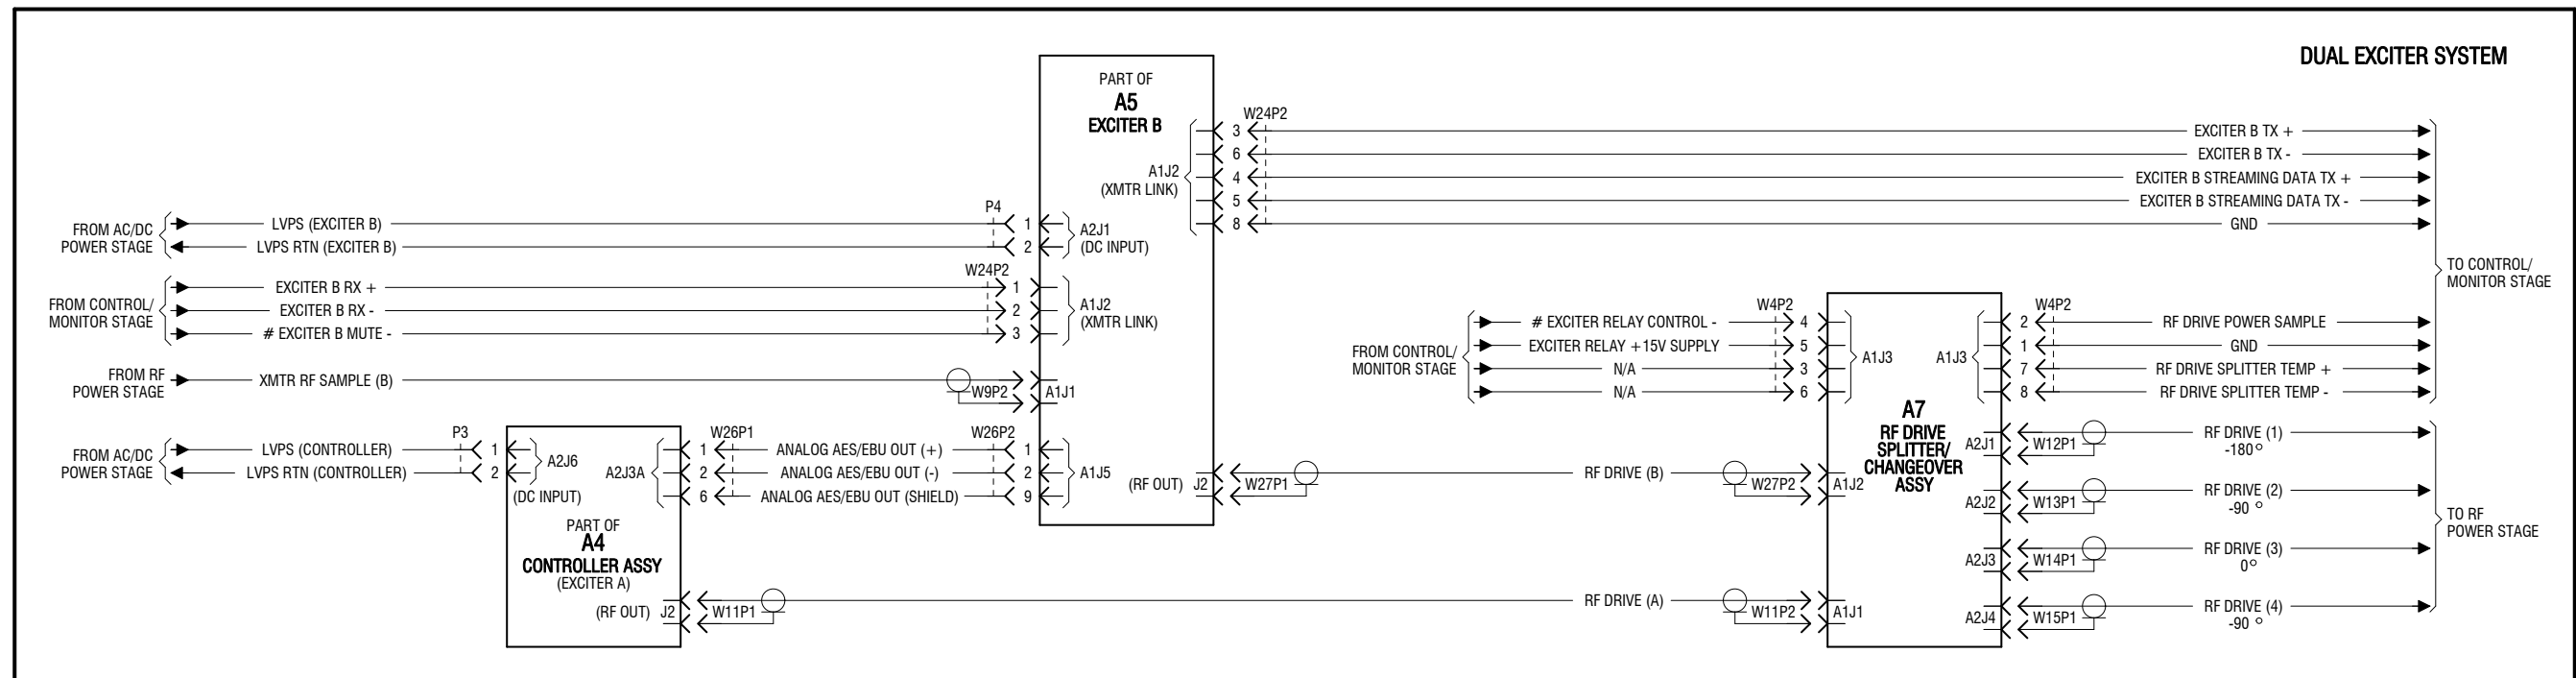 DUAL EXCITER SYSTEM
PART OF
A5
EXCITER B
W24P2
3
EXCITER B TX +
6
EXCITER B TX -
A1J2
(XMTR LINK)
4
EXCITER B STREAMING DATA TX +
5
EXCITER B STREAMING DATA TX -
8
GND
TO CONTROL/
MONITOR STAGE
FROM AC/DC
POWER STAGE
LVPS (EXCITER B)
LVPS RTN (EXCITER B)
P4
1
2
A2J1
(DC INPUT)
FROM CONTROL/
MONITOR STAGE
EXCITER B RX +
EXCITER B RX -
# EXCITER B MUTE -
W24P2
1
2
3
A1J2
(XMTR LINK)
FROM RF
POWER STAGE
XMTR RF SAMPLE (B)
W9P2
A1J1
FROM AC/DC
POWER STAGE
LVPS (CONTROLLER)
LVPS RTN (CONTROLLER)
P3
1
2
A2J6
(DC INPUT)
A2J3A
W26P1
1
2
6
ANALOG AES/EBU OUT (+)
ANALOG AES/EBU OUT (-)
ANALOG AES/EBU OUT (SHIELD)
W26P2
1
2
9
A1J5
PART OF
A4
CONTROLLER ASSY
(EXCITER A)
(RF OUT)
J2
W11P1
RF DRIVE (A)
W11P2
A1J1
(RF OUT)
J2
W27P1
RF DRIVE (B)
W27P2
A1J2
FROM CONTROL/
MONITOR STAGE
# EXCITER RELAY CONTROL -
EXCITER RELAY +15V SUPPLY
N/A
N/A
W4P2
4
5
3
6
A1J3
A7
RF DRIVE
SPLITTER/
CHANGEOVER
ASSY
A1J3
W4P2
2
RF DRIVE POWER SAMPLE
1
GND
7
RF DRIVE SPLITTER TEMP +
8
RF DRIVE SPLITTER TEMP -
A2J1
W12P1
RF DRIVE (1)
-180°
A2J2
W13P1
RF DRIVE (2)
-90 °
A2J3
W14P1
RF DRIVE (3)
0°
A2J4
W15P1
RF DRIVE (4)
-90 °
TO RF
POWER STAGE